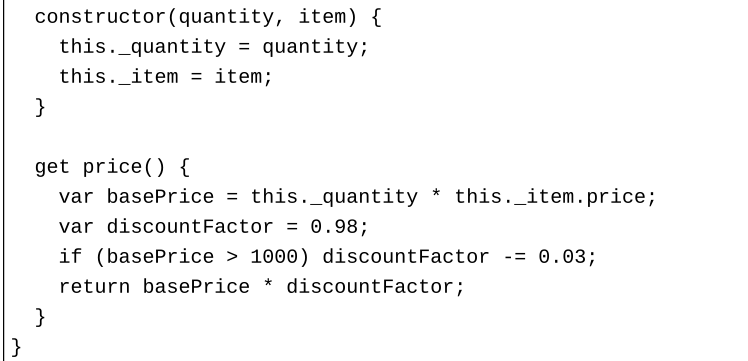 constructor(quantity, item) {
this._quantity = quantity;
this._item = item;
}
get price() {
var basePrice = this._quantity * this._item.price;
var discountFactor = 0.98;
if (basePrice > 1000) discountFactor -= 0.03;
return basePrice * discountFactor;
}
}